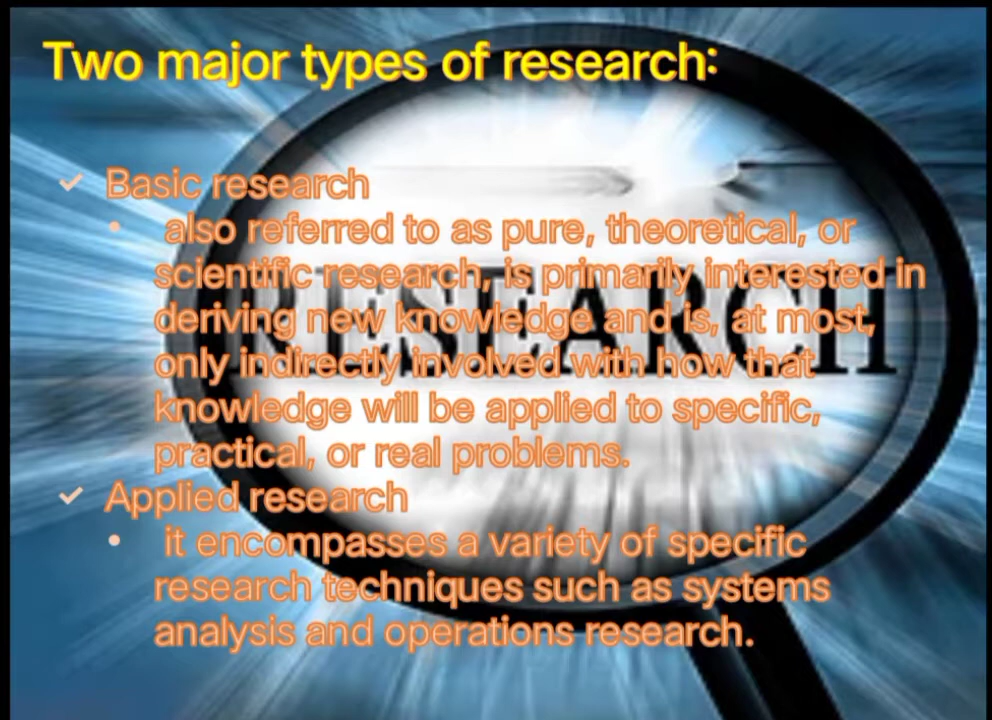 Two major types of research:
Basic research
also referred to as pure, theoretical, or
scientific research, is primarily interested in
deriving new knowledge and is, at most,
only indirectly involved with how that
knowledge will be applied to specific,
practical, or real problems.
Applied research
it encompasses a variety of specific
research techniques such as systems
analysis and operations research.
RESEARCH